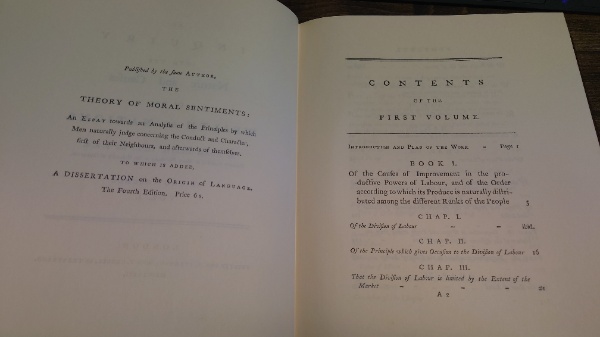 Published by the same AUTHOR,
THE
THEORY OF MORAL SENTIMENTS:
An ESSAY towards an Analysis of the Principles by which
Men naturally judge concerning the Conduct and Character,
first of their Neighbours, and afterwards of themselves.
TO WHICH IS ADDED,
A DISSERTATION on the ORIGIN of LANGUAGE,
The Fourth Edition, Price 6s.
CONTENTS
OF THE
FIRST VOLUME.
INTRODUCTION AND PLAN OF THE WORK - Page 1
BOOK I.
Of the Causes of Improvement in the pro-
ductive Powers of Labour, and of the Order
according to which its Produce is naturally distri-
buted among the different Ranks of the People 5
CHAP. I.
Of the Division of Labour - - ibid.
CHAP. II.
Of the Principle which gives Occasion to the Division of Labour 16
CHAP. III.
That the Division of Labour is limited by the Extent of the
Market - - - - 21
A 2